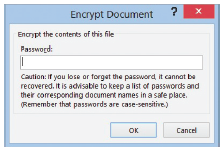 Encrypt Document ? x
Encrypt the contents of this file
Password:
Caution: If you lose or forget the password, it cannot be
recovered. It is advisable to keep a list of passwords and
their corresponding document names in a safe place.
(Remember that passwords are case-sensitive.)
OK Cancel